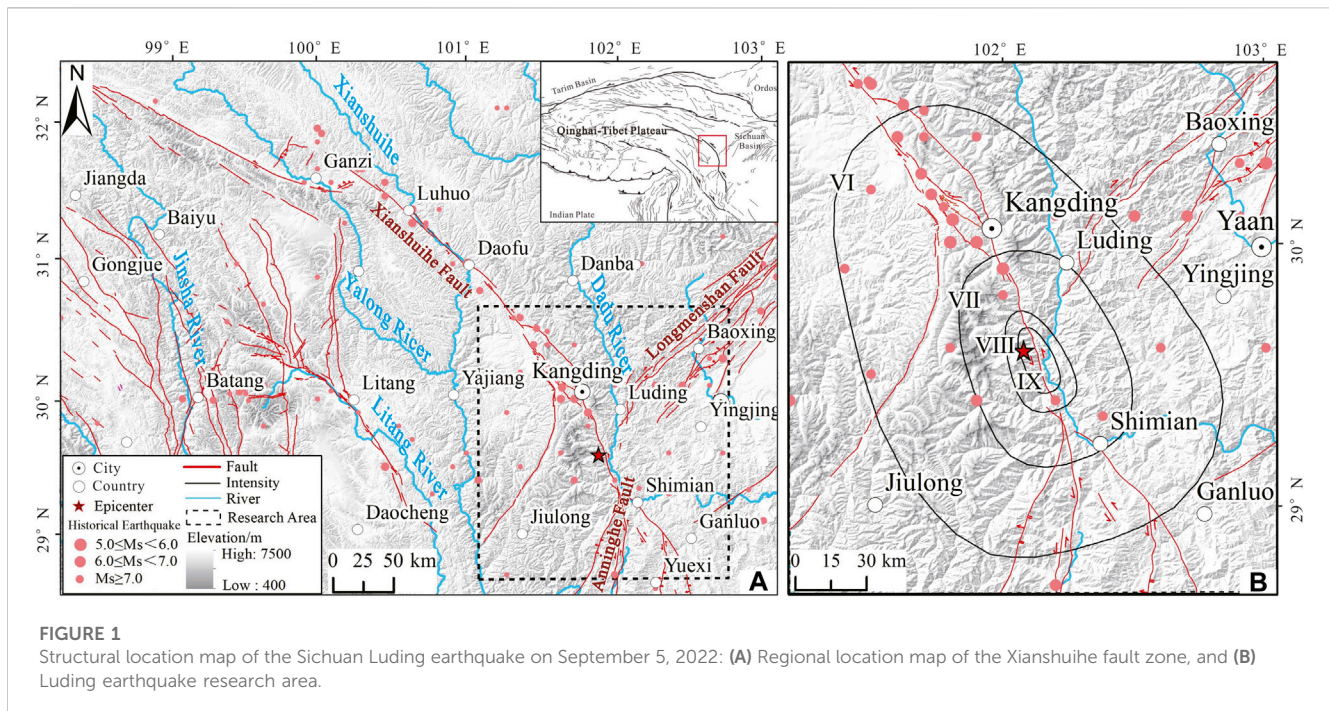 99° E 100° E 101° E 102° E 103° E
N
32° N
31° N
30° N
29° N
Tarim Basin
Ordos
Qinghai-Tibet Plateau
Sichuan
Basin
Indian Plate
Xianshuihe
Ganzi
Jiangda
Luhuo
Baiyu
Xianshuihe Fault
Daofu
Gongjue
Danba
Jinsha River
Yalong Ricer
Dadu Ricer
Longmenshan Fault
Baoxing
Kangding
Batang
Litang
Yajiang
Luding
Yingjing
Litang River
Shimian
Daocheng
Jiulong
Anninghe Fault
Ganluo
Yuexi
City
Country
Epicenter
Historical Earthquake
5.0≤Ms<6.0
6.0≤Ms<7.0
Ms≥7.0
Fault
Intensity
River
Research Area
Elevation/m
High: 7500
Low : 400
0 25 50 km
A
102° E 103° E
30° N
29° N
Baoxing
VI
Kangding
Yaan
Luding
Yingjing
VII
VIII
IX
Shimian
Jiulong
Ganluo
0 15 30 km
B
FIGURE 1
Structural location map of the Sichuan Luding earthquake on September 5, 2022: (A) Regional location map of the Xianshuihe fault zone, and (B)
Luding earthquake research area.